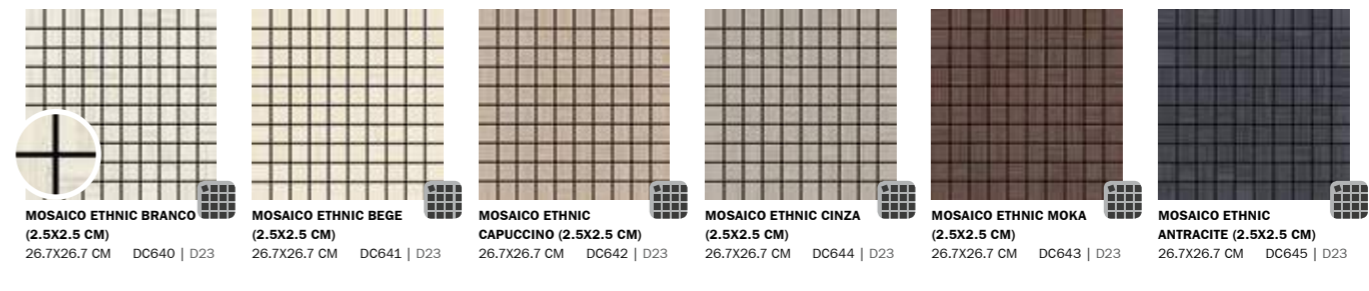 MOSAICO ETHNIC BRANCO
(2.5X2.5 CM)
26.7X26.7 CM DC640 | D23
MOSAICO ETHNIC BEGE
(2.5X2.5 CM)
26.7X26.7 CM DC641 | D23
MOSAICO ETHNIC
CAPUCCINO (2.5X2.5 CM)
26.7X26.7 CM DC642 | D23
MOSAICO ETHNIC CINZA
(2.5X2.5 CM)
26.7X26.7 CM DC644 | D23
MOSAICO ETHNIC MOKA
(2.5X2.5 CM)
26.7X26.7 CM DC643 | D23
MOSAICO ETHNIC
ANTRACITE (2.5X2.5 CM)
26.7X26.7 CM DC645 | D23